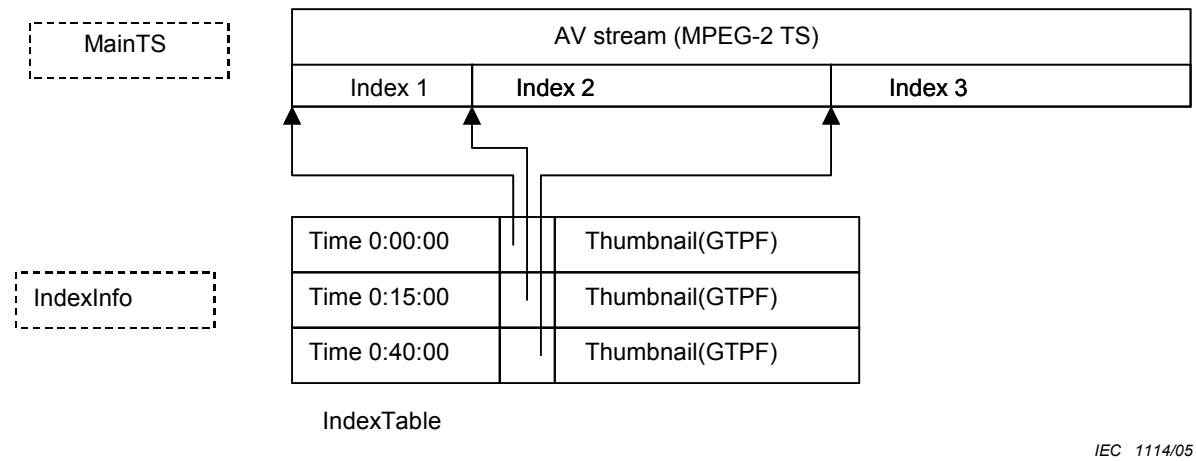 MainTS
AV stream (MPEG-2 TS)
Index 1
Index 2
Index 3
Time 0:00:00
Thumbnail(GTPF)
IndexInfo
Time 0:15:00
Thumbnail(GTPF)
Time 0:40:00
Thumbnail(GTPF)
IndexTable
IEC 1114/05